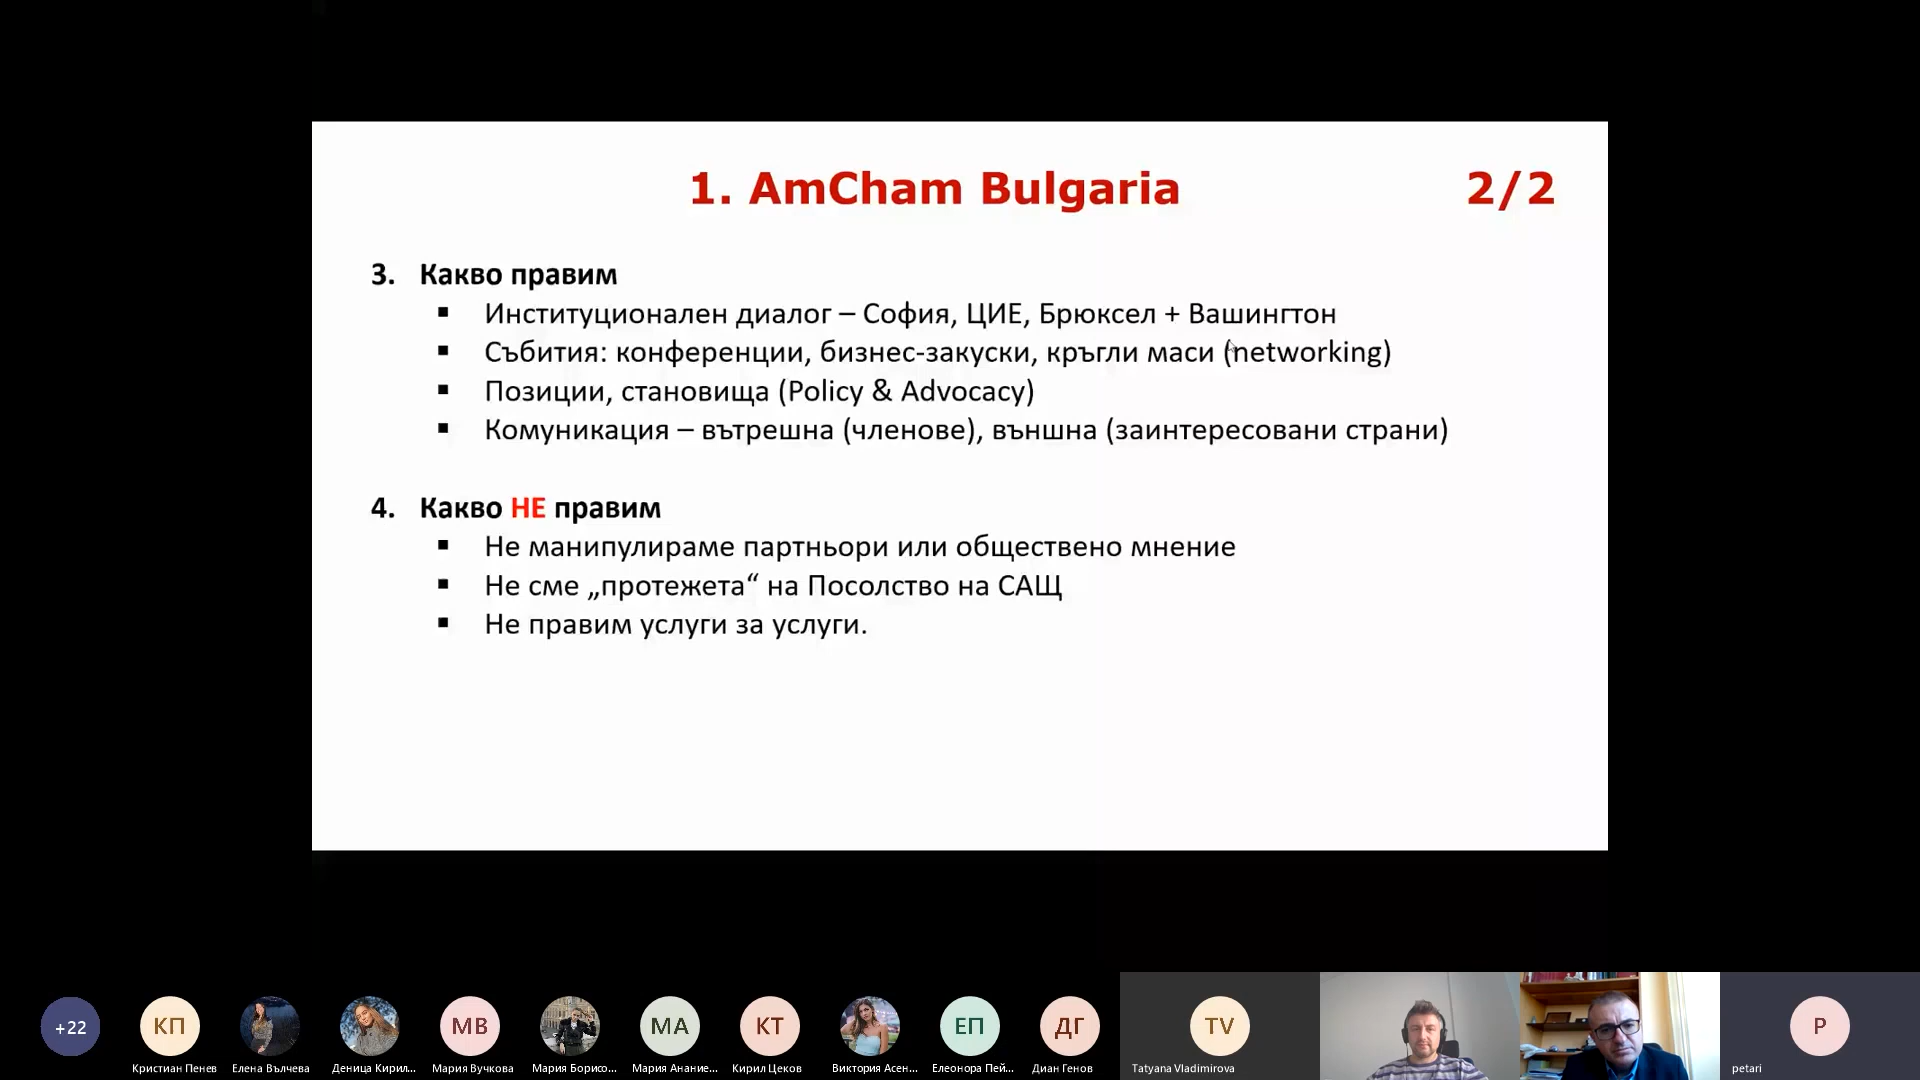 1. AmCham Bulgaria 2/2
3. Какво правим
▪ Институционален диалог – София, ЦИЕ, Брюксел + Вашингтон
▪ Събития: конференции, бизнес-закуски, кръгли маси (networking)
▪ Позиции, становища (Policy & Advocacy)
▪ Комуникация – вътрешна (членове), външна (заинтересовани страни)
4. Какво НЕ правим
▪ Не манипулираме партньори или обществено мнение
▪ Не сме „протежета“ на Посолство на САЩ
▪ Не правим услуги за услуги.
+22 КП МВ МА КТ ЕП ДГ TV P
Кристиан Пенев Елена Вълчева Деница Кирил... Мария Вучкова Мария Борисо... Мария Анание... Кирил Цеков Виктория Асен... Елеонора Пей... Диан Генов Tatyana Vladimirova petari